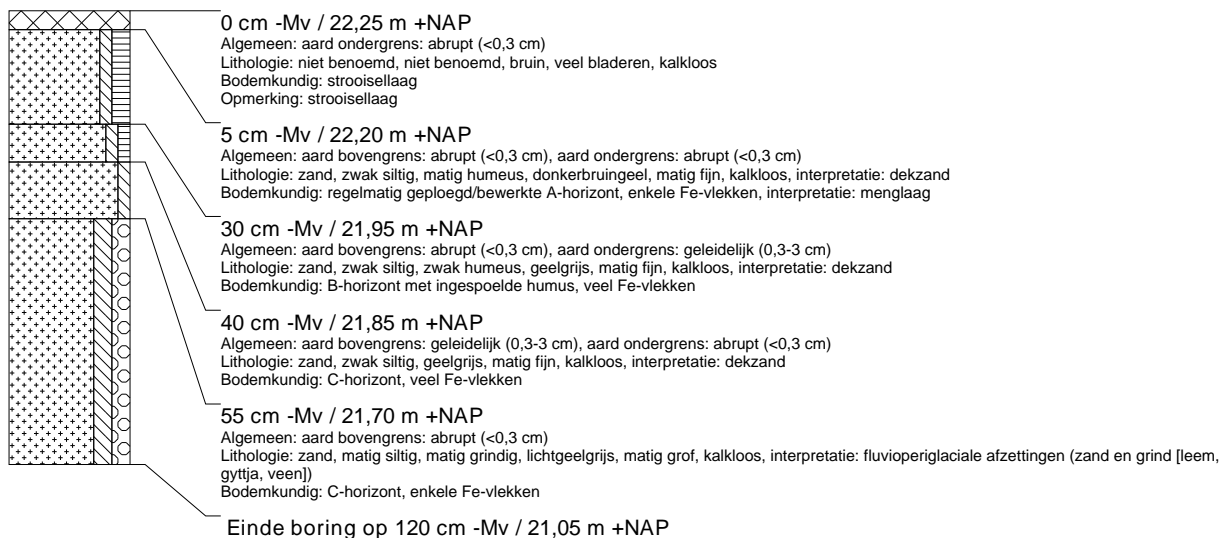 0 cm -Mv / 22,25 m +NAP
Algemeen: aard ondergrens: abrupt (<0,3 cm)
Lithologie: niet benoemd, niet benoemd, bruin, veel bladeren, kalkloos
Bodemkundig: strooisellaag
Opmerking: strooisellaag
5 cm -Mv / 22,20 m +NAP
Algemeen: aard bovengrens: abrupt (<0,3 cm), aard ondergrens: abrupt (<0,3 cm)
Lithologie: zand, zwak siltig, matig humeus, donkerbruingeel, matig fijn, kalkloos, interpretatie: dekzand
Bodemkundig: regelmatig geploegd/bewerkte A-horizont, enkele Fe-vlekken, interpretatie: menglaag
30 cm -Mv / 21,95 m +NAP
Algemeen: aard bovengrens: abrupt (<0,3 cm), aard ondergrens: geleidelijk (0,3-3 cm)
Lithologie: zand, zwak siltig, zwak humeus, geelgrijs, matig fijn, kalkloos, interpretatie: dekzand
Bodemkundig: B-horizont met ingespoelde humus, veel Fe-vlekken
40 cm -Mv / 21,85 m +NAP
Algemeen: aard bovengrens: geleidelijk (0,3-3 cm), aard ondergrens: abrupt (<0,3 cm)
Lithologie: zand, zwak siltig, geelgrijs, matig fijn, kalkloos, interpretatie: dekzand
Bodemkundig: C-horizont, veel Fe-vlekken
55 cm -Mv / 21,70 m +NAP
Algemeen: aard bovengrens: abrupt (<0,3 cm)
Lithologie: zand, matig siltig, matig grindig, lichtgeelgrijs, matig grof, kalkloos, interpretatie: fluvioperiglaciale afzettingen (zand en grind [leem,
gyttja, veen])
Bodemkundig: C-horizont, enkele Fe-vlekken
Einde boring op 120 cm -Mv / 21,05 m +NAP